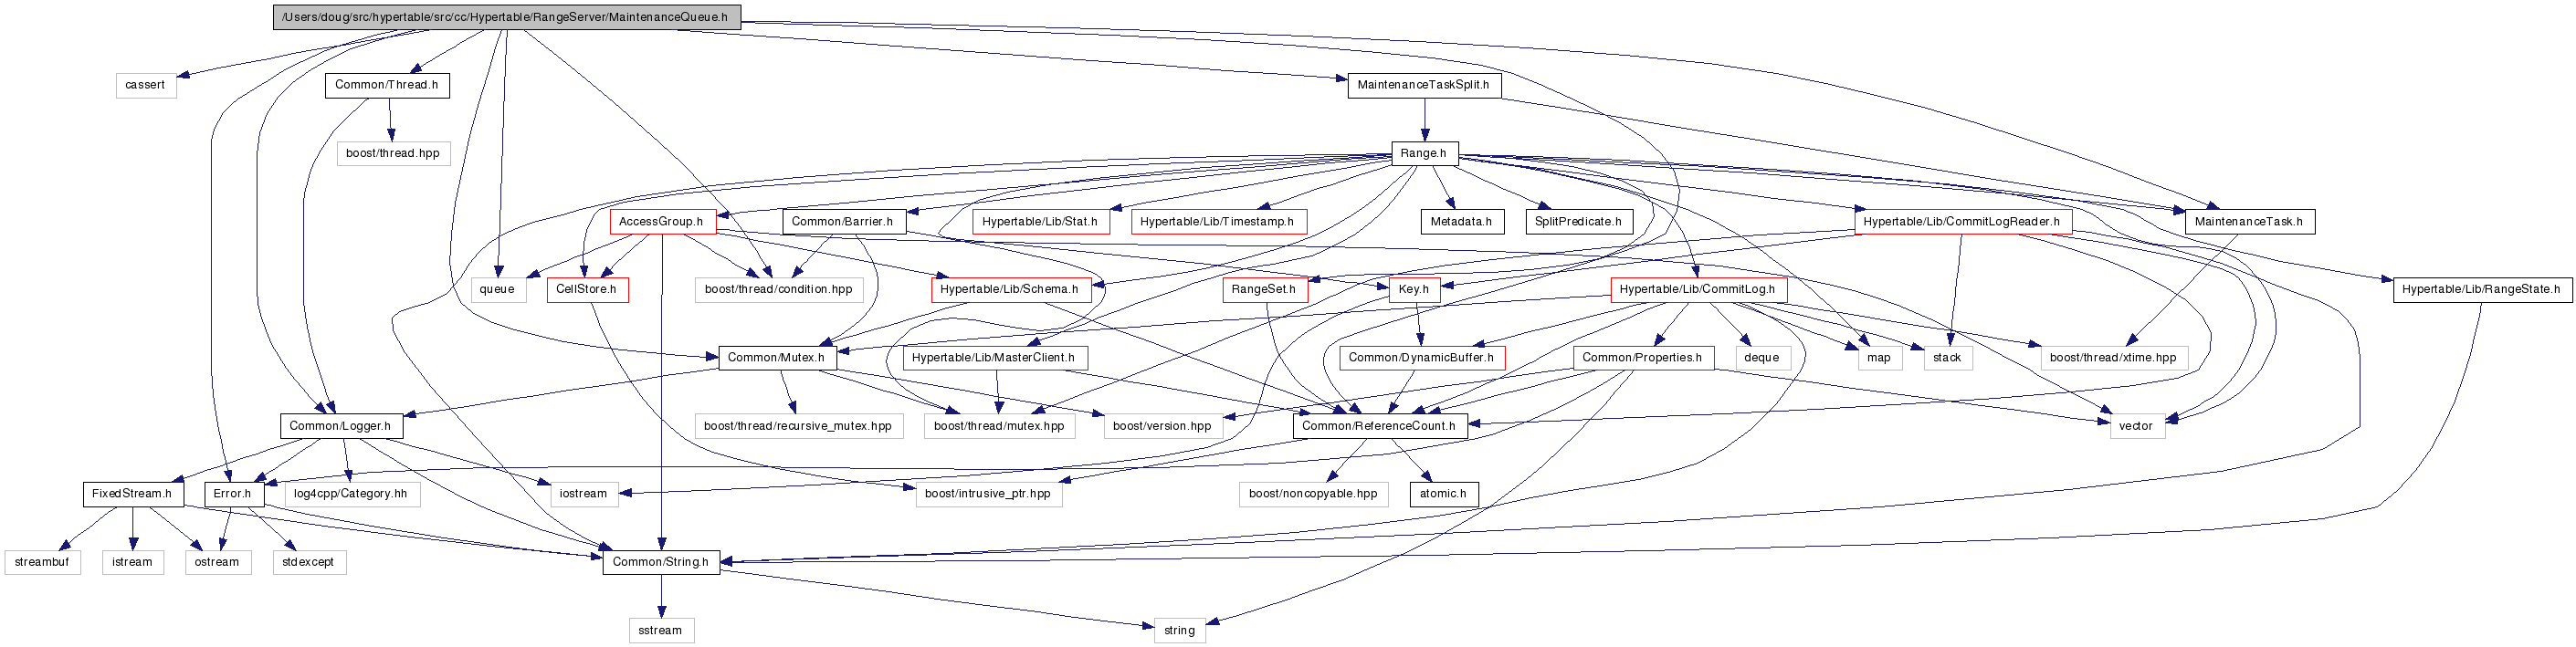 /Users/doug/src/hypertable/src/cc/Hypertable/RangeServer/MaintenanceQueue.h
cassert
Common/Thread.h
MaintenanceTaskSplit.h
boost/thread.hpp
Range.h
AccessGroup.h
Common/Barrier.h
Hypertable/Lib/Stat.h
Hypertable/Lib/Timestamp.h
Metadata.h
SplitPredicate.h
Hypertable/Lib/CommitLogReader.h
MaintenanceTask.h
queue
CellStore.h
boost/thread/condition.hpp
Hypertable/Lib/Schema.h
RangeSet.h
Key.h
Hypertable/Lib/CommitLog.h
Hypertable/Lib/RangeState.h
Common/Mutex.h
Hypertable/Lib/MasterClient.h
Common/DynamicBuffer.h
Common/Properties.h
deque
map
stack
boost/thread/xtime.hpp
Common/Logger.h
boost/thread/recursive_mutex.hpp
boost/thread/mutex.hpp
boost/version.hpp
Common/ReferenceCount.h
vector
FixedStream.h
Error.h
log4cpp/Category.hh
iostream
boost/intrusive_ptr.hpp
boost/noncopyable.hpp
atomic.h
streambuf
istream
ostream
stdexcept
Common/String.h
sstream
string